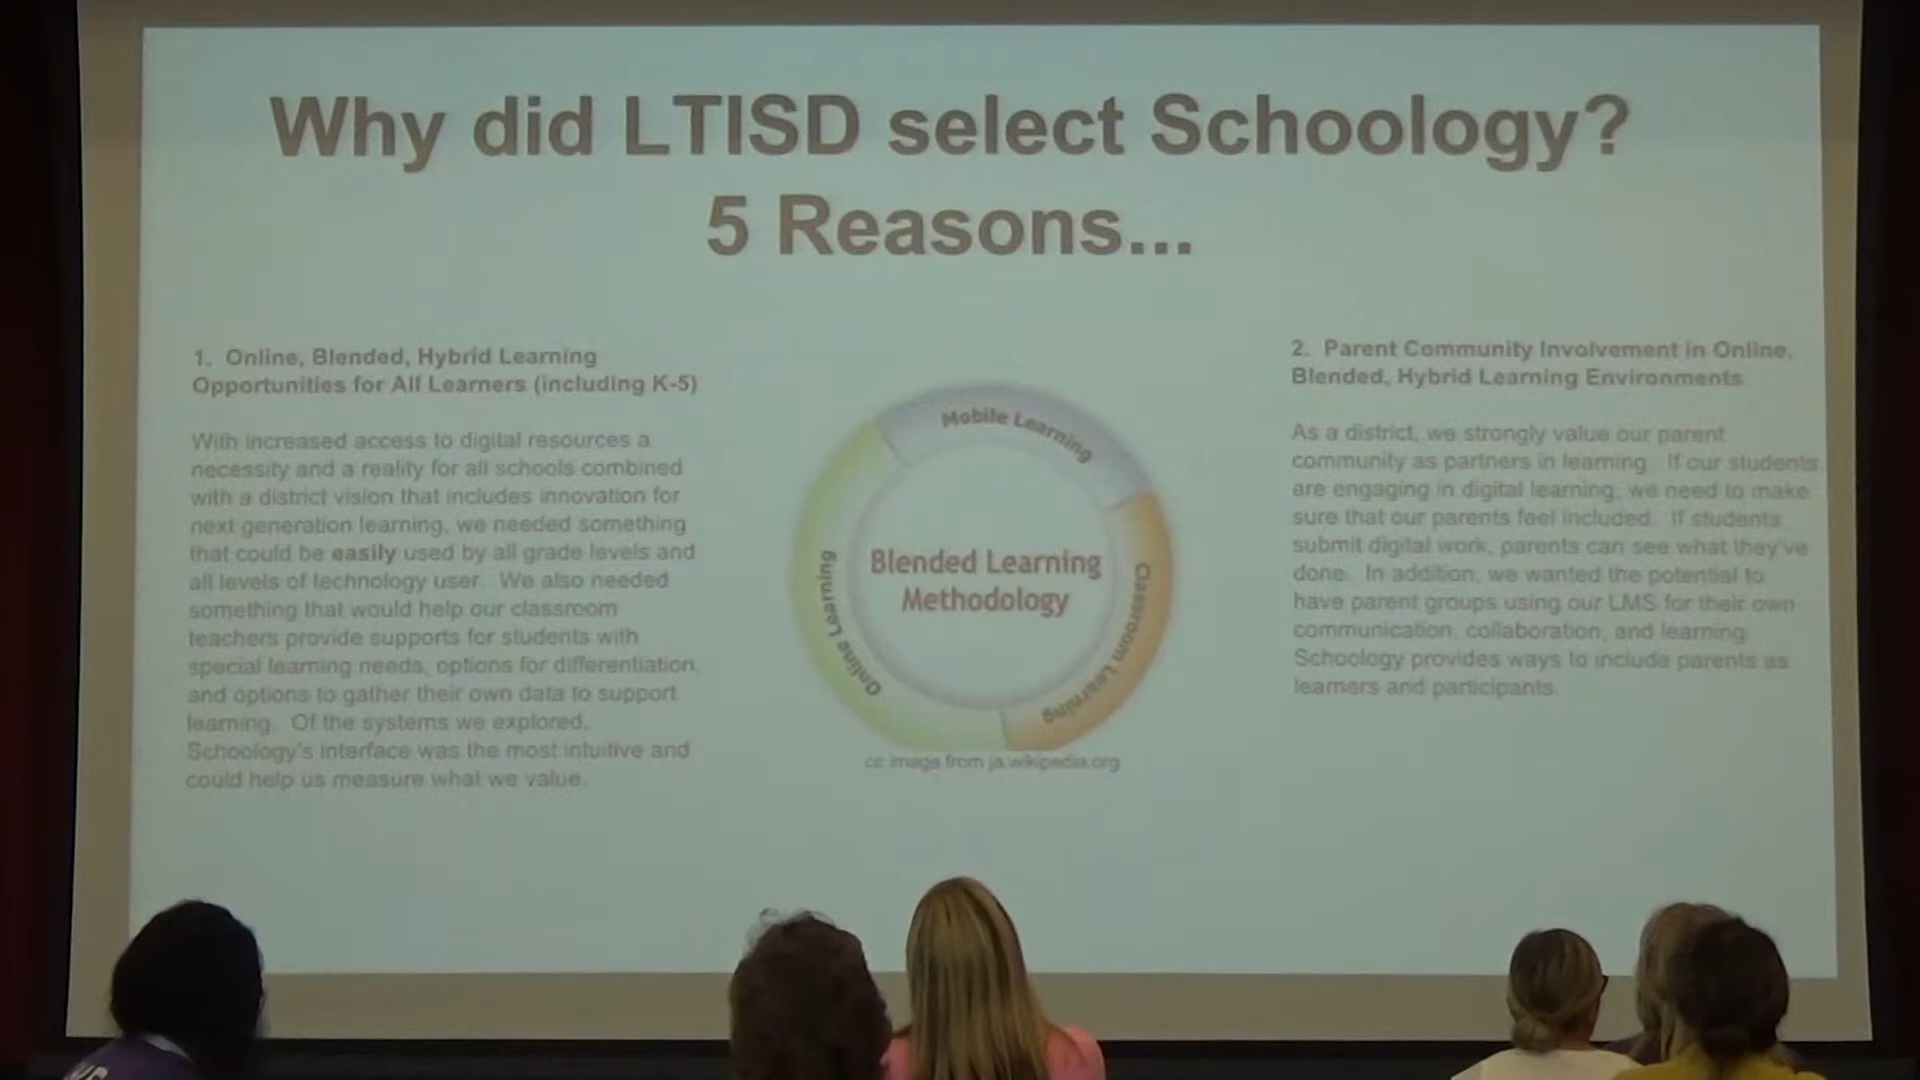 Why did LTISD select Schoology?
5 Reasons...
1. Online, Blended, Hybrid Learning
Opportunities for All Learners (including K-5)
With increased access to digital resources a
necessity and a reality for all schools combined
with a district vision that includes innovation for
next generation learning, we needed something
that could be easily used by all grade levels and
all levels of technology user. We also needed
something that would help our classroom
teachers provide supports for students with
special learning needs, options for differentiation,
and options to gather their own data to support
learning. Of the systems we explored,
Schoology's interface was the most intuitive and
could help us measure what we value.
Mobile Learning
Online Learning
Classroom Learning
Blended Learning
Methodology
cc image from ja.wikipedia.org
2. Parent Community Involvement in Online,
Blended, Hybrid Learning Environments
As a district, we strongly value our parent
community as partners in learning. If our students
are engaging in digital learning, we need to make
sure that our parents feel included. If students
submit digital work, parents can see what they've
done. In addition, we wanted the potential to
have parent groups using our LMS for their own
communication, collaboration, and learning.
Schoology provides ways to include parents as
learners and participants.